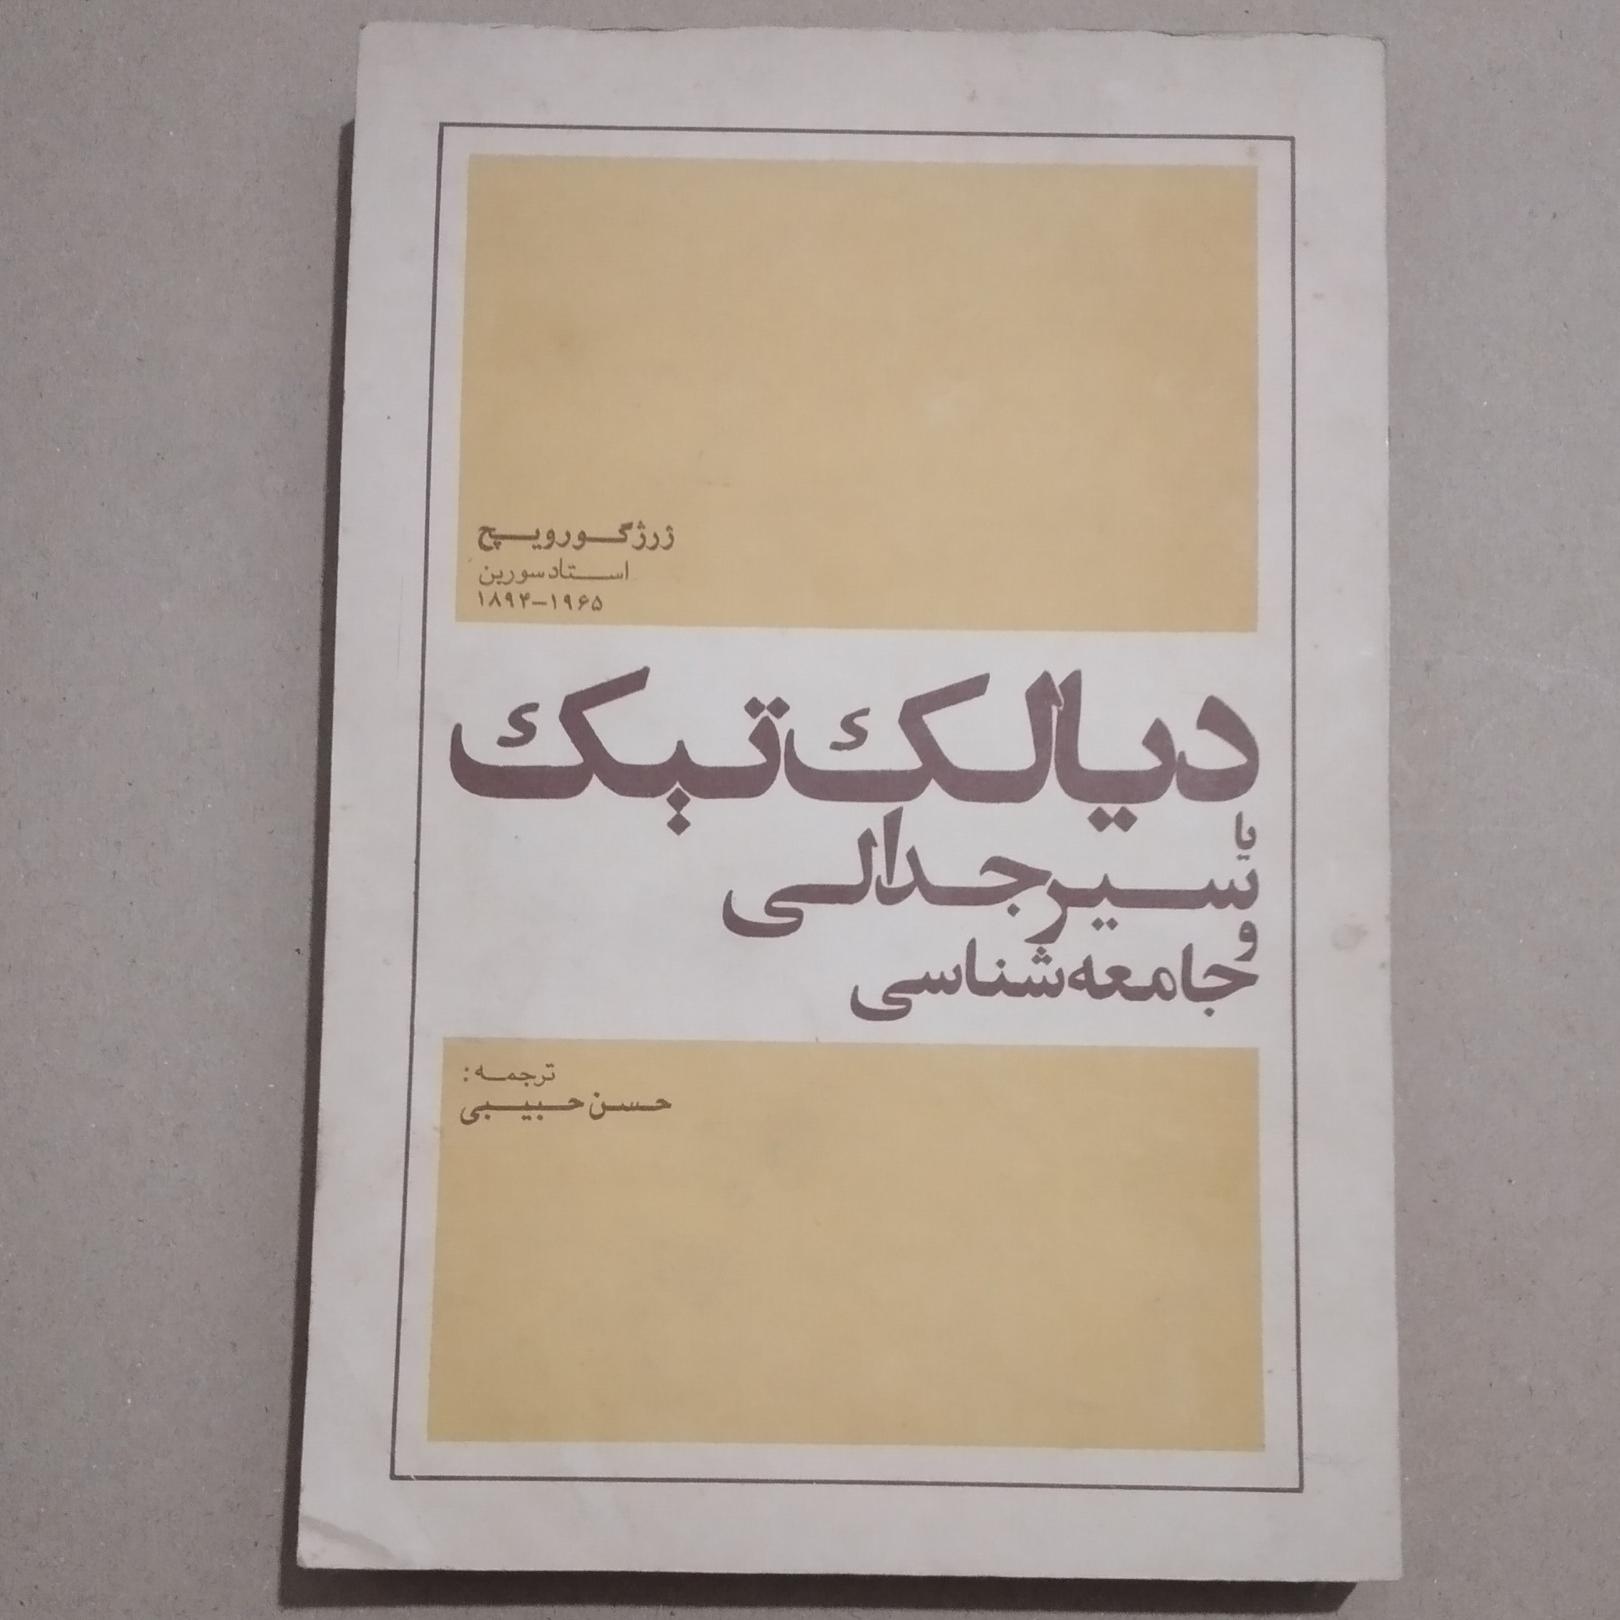 ژرژ گورویچ
استاد سوربن
۱۸۹۴-۱۹۶۵
دیالک تیک
یا
سیر جدالی
و
جامعه شناسی
ترجمه:
حسن حبیبی